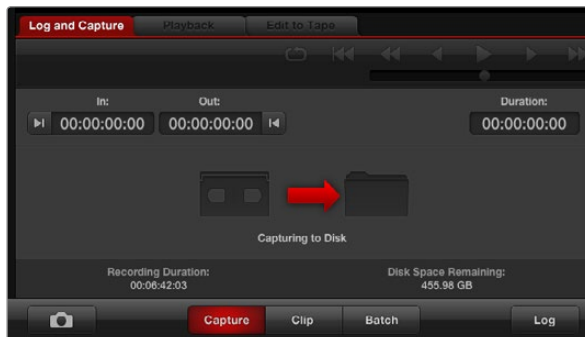 Log and Capture Playback Edit to Tape
In: Out: Duration:
00:00:00:00 00:00:00:00 00:00:00:00
Capturing to Disk
Recording Duration: Disk Space Remaining:
00:06:42:03 455.98 GB
Capture Clip Batch Log